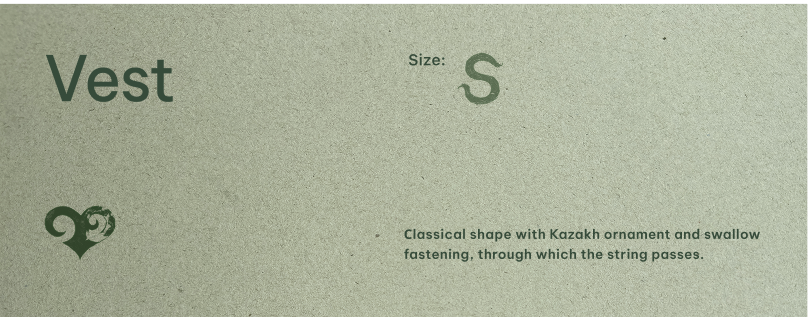 Vest
Size: S
Classical shape with Kazakh ornament and swallow
fastening, through which the string passes.